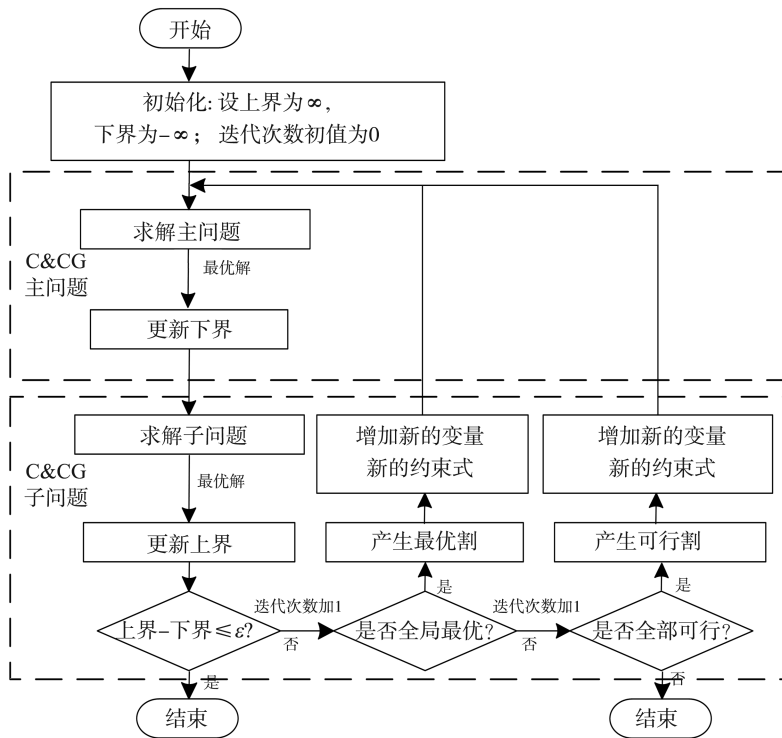 开始
初始化: 设上界为∞,
下界为-∞; 迭代次数初值为0
求解主问题
C&CG
主问题
最优解
更新下界
求解子问题
增加新的变量
新的约束式
增加新的变量
新的约束式
C&CG
子问题
最优解
更新上界
产生最优割
产生可行割
迭代次数加1
是
迭代次数加1
是
上界-下界≤ε?
否
是否全局最优?
否
是否全部可行?
是
否
结束
结束